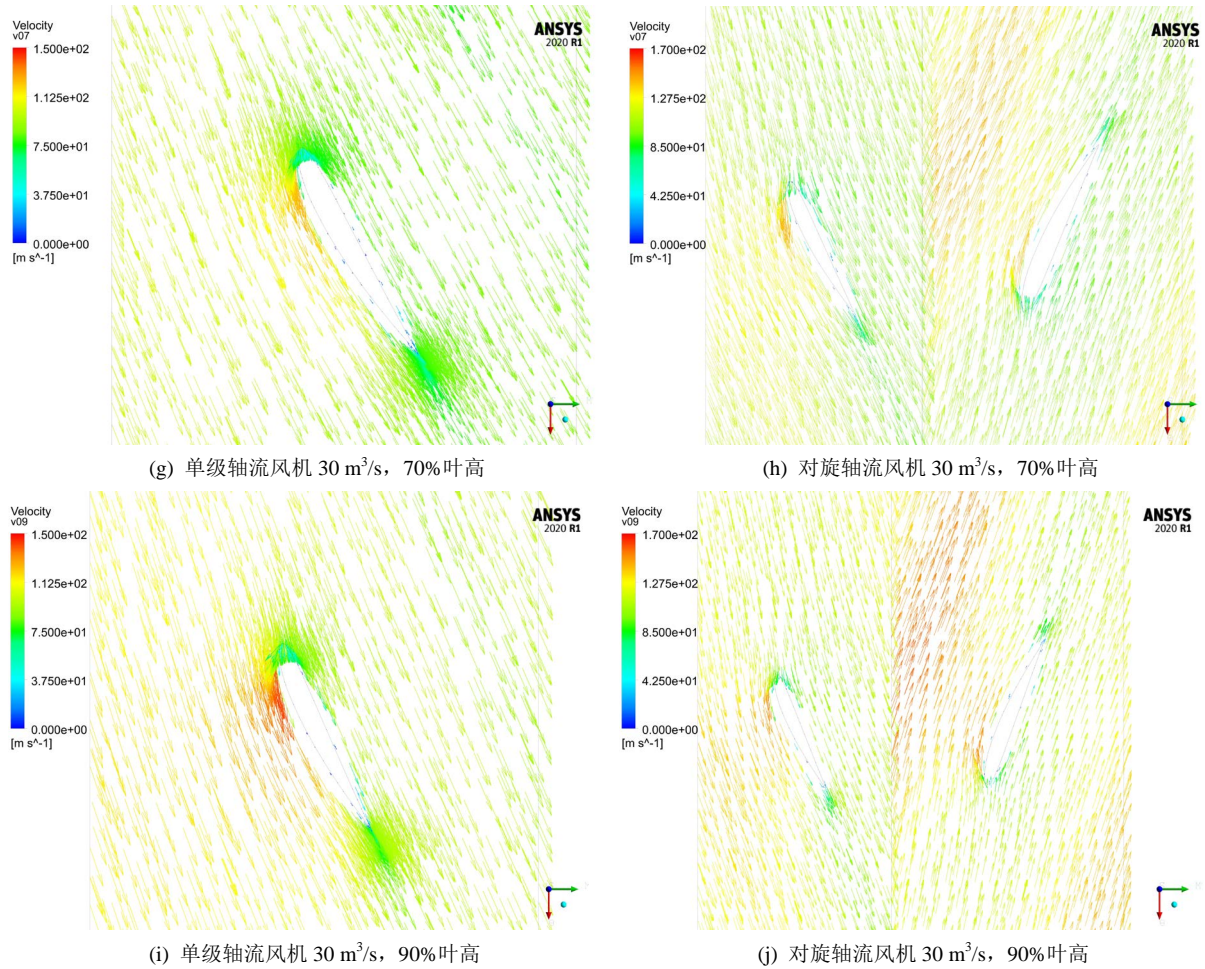 Velocity
v07
1.500e+02
1.125e+02
7.500e+01
3.750e+01
0.000e+00
[m s^-1]
ANSYS
2020 R1
Velocity
v07
1.700e+02
1.275e+02
8.500e+01
4.250e+01
0.000e+00
[m s^-1]
ANSYS
2020 R1
(g) 单级轴流风机 30 m³/s，70%叶高
(h) 对旋轴流风机 30 m³/s，70%叶高
Velocity
v09
1.500e+02
1.125e+02
7.500e+01
3.750e+01
0.000e+00
[m s^-1]
ANSYS
2020 R1
Velocity
v09
1.700e+02
1.275e+02
8.500e+01
4.250e+01
0.000e+00
[m s^-1]
ANSYS
2020 R1
(i) 单级轴流风机 30 m³/s，90%叶高
(j) 对旋轴流风机 30 m³/s，90%叶高